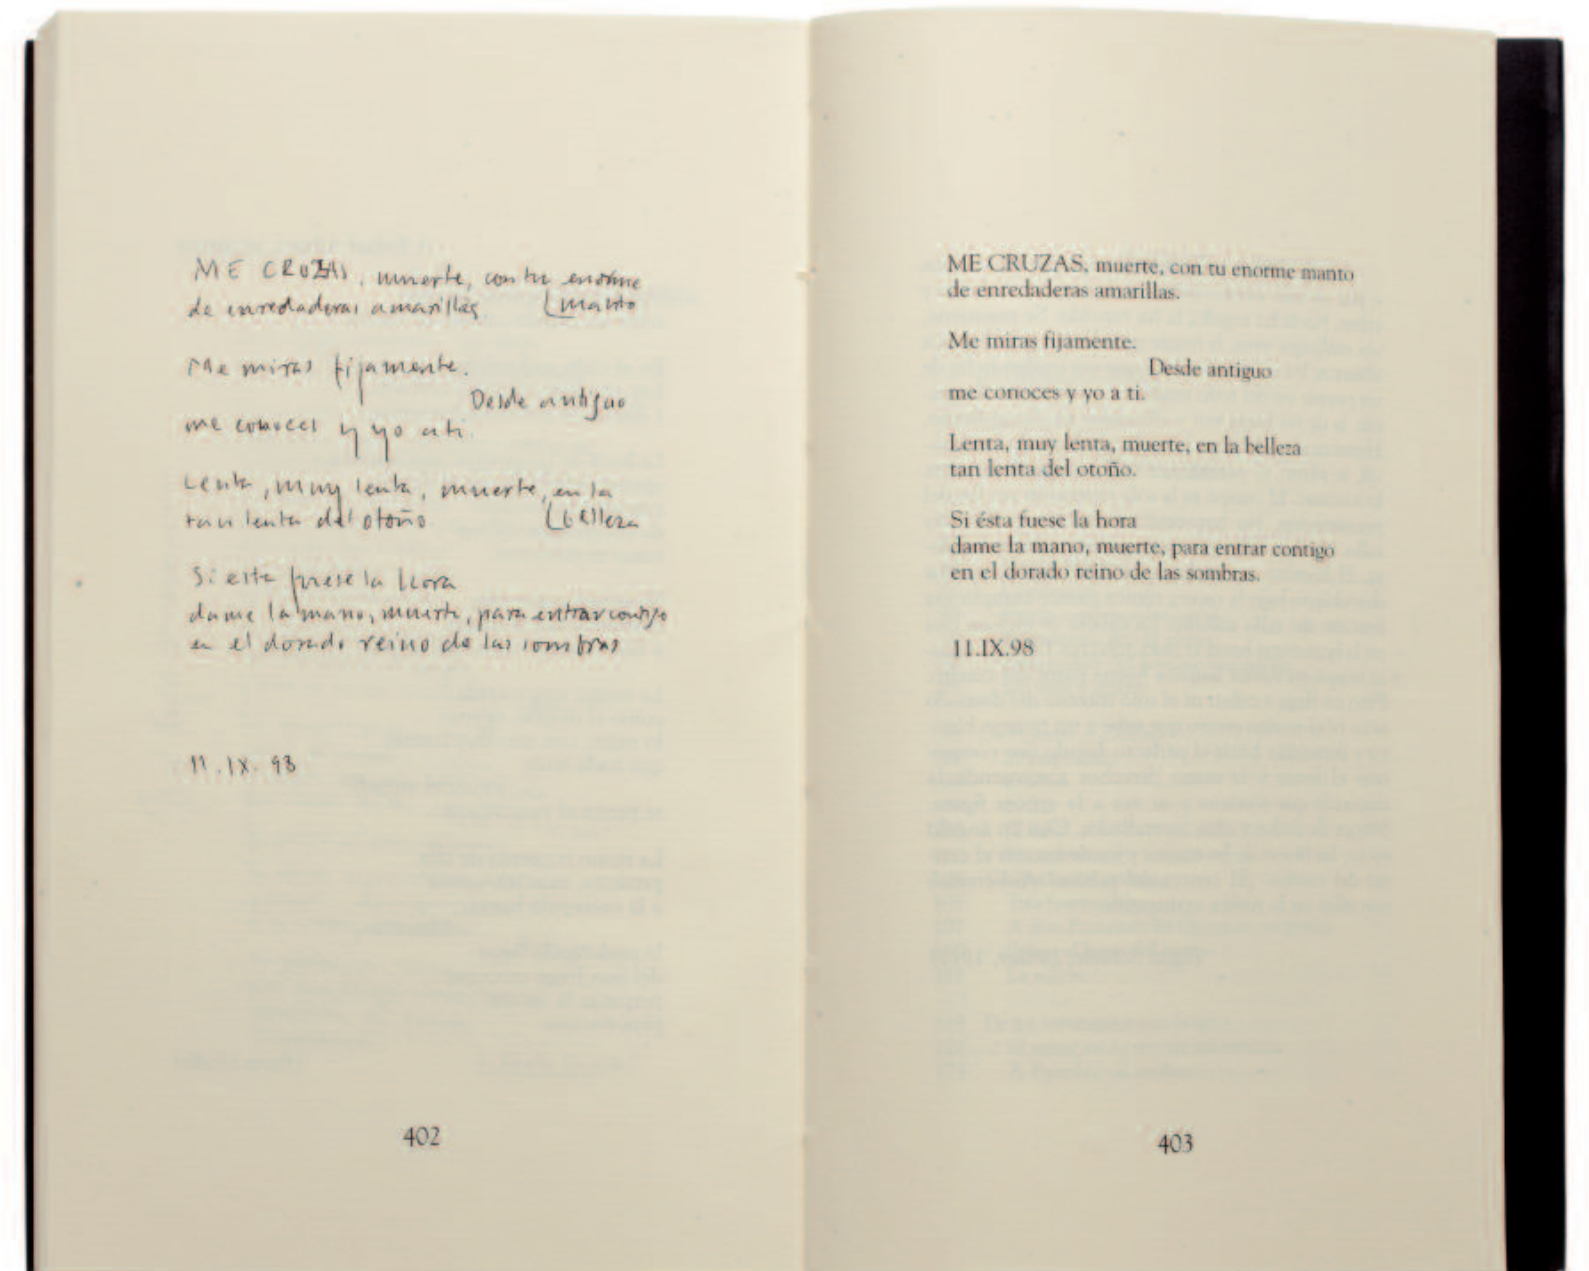 ME CRUZAS, muerte, con tu enorme
de enredaderas amarillas [manto
Me miras fijamente.
Desde antiguo
me conoces y yo a ti.
Lenta, muy lenta, muerte, en la
tan lenta del otoño [belleza
Si esta fuese la hora
dame la mano, muerte, para entrar contigo
en el dorado reino de las sombras
11.IX.98
402
ME CRUZAS, muerte, con tu enorme manto
de enredaderas amarillas.
Me miras fijamente.
Desde antiguo
me conoces y yo a ti.
Lenta, muy lenta, muerte, en la belleza
tan lenta del otoño.
Si ésta fuese la hora
dame la mano, muerte, para entrar contigo
en el dorado reino de las sombras.
11.IX.98
403